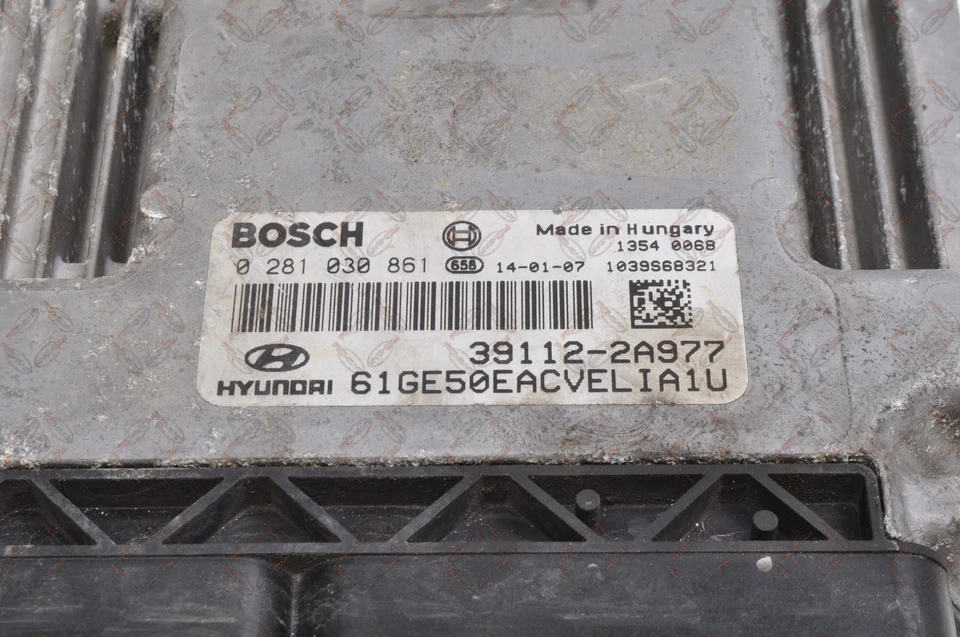 BOSCH
Made in Hungary
1354 0068
0 281 030 861 658 14-01-07 1039S68321
39112-2A977
HYUNDAI 61GE50EACVELIA1U